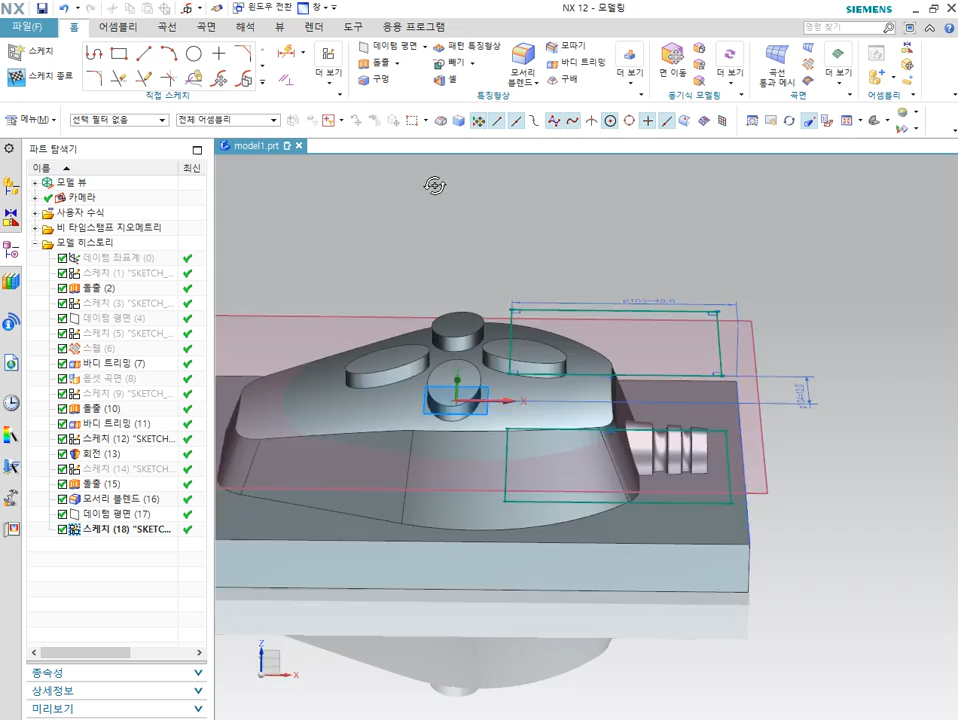 NX
윈도우 전환
창
NX 12 - 모델링
SIEMENS
파일(F)
홈
어셈블리
곡선
곡면
해석
뷰
렌더
도구
응용 프로그램
명령 찾기
스케치
스케치 종료
더 보기
직접 스케치
데이텀 평면
돌출
구멍
패턴 특징형상
빼기
쉘
모서리 블렌드
모따기
바디 트리밍
구배
더 보기
특징형상
면 이동
더 보기
동기식 모델링
곡선 통과 메시
더 보기
곡면
어셈블리
메뉴(M)
선택 필터 없음
전체 어셈블리
파트 탐색기
model1.prt
이름
최신
모델 뷰
카메라
사용자 수식
비 타임스탬프 지오메트리
모델 히스토리
데이텀 좌표계 (0)
스케치 (1) "SKETCH_...
돌출 (2)
스케치 (3) "SKETCH_...
데이텀 평면 (4)
스케치 (5) "SKETCH_...
스웹 (6)
바디 트리밍 (7)
옵셋 곡면 (8)
스케치 (9) "SKETCH_...
돌출 (10)
바디 트리밍 (11)
스케치 (12) "SKETCH...
회전 (13)
스케치 (14) "SKETCH...
돌출 (15)
모서리 블렌드 (16)
데이텀 평면 (17)
스케치 (18) "SKETC...
X
Z
X
종속성
상세정보
미리보기